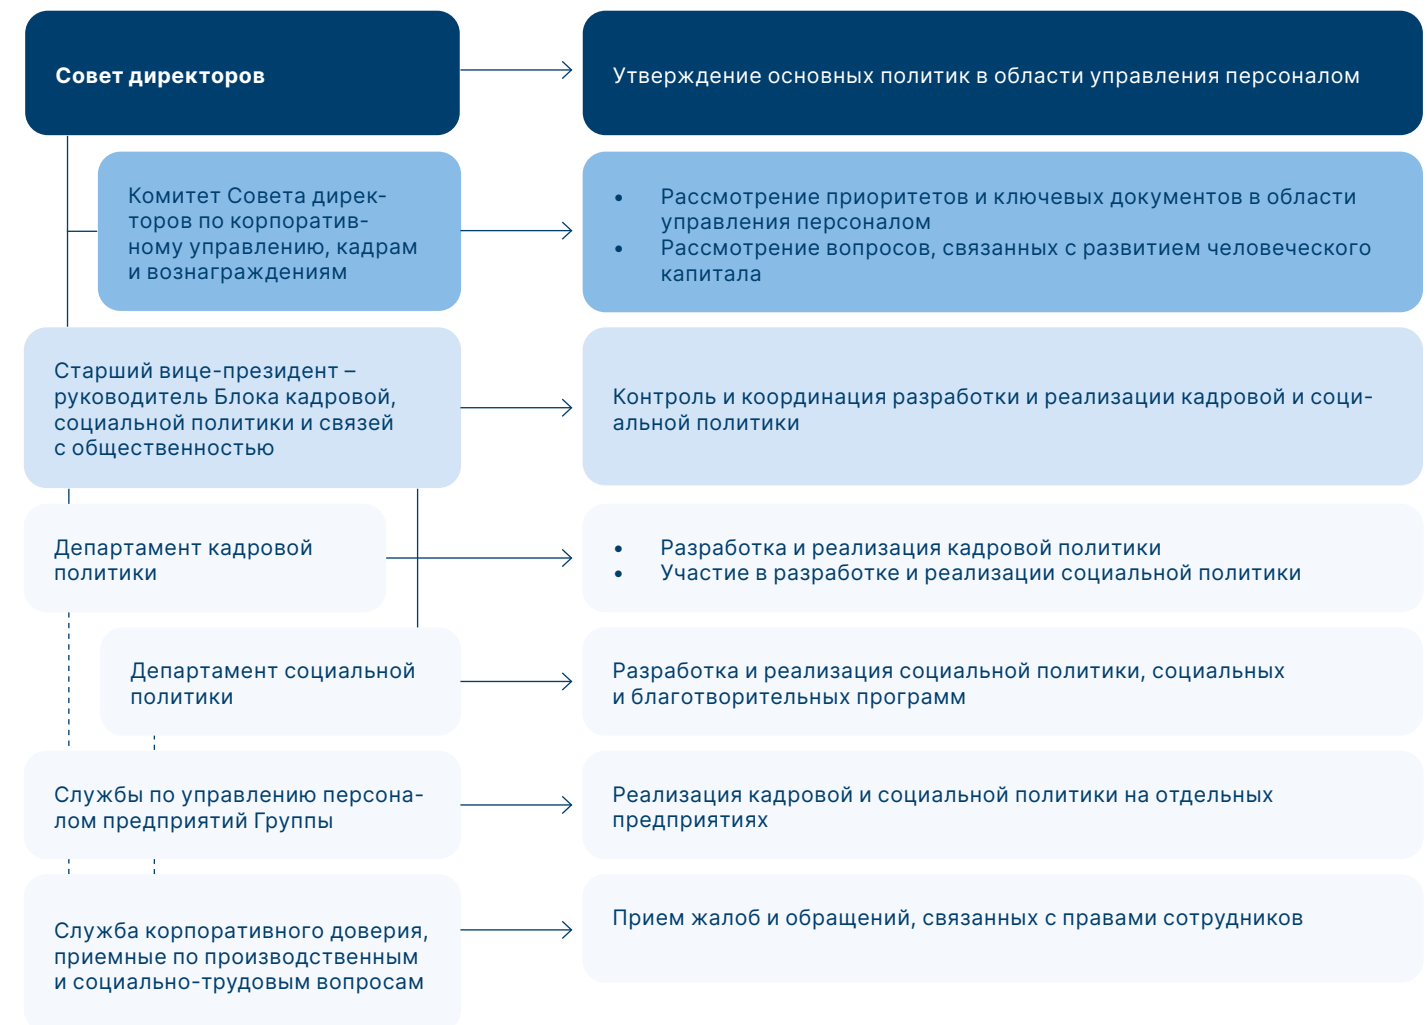 Совет директоров
Утверждение основных политик в области управления персоналом
Комитет Совета дирек-
торов по корпоратив-
ному управлению, кадрам
и вознаграждениям
• Рассмотрение приоритетов и ключевых документов в области
управления персоналом
• Рассмотрение вопросов, связанных с развитием человеческого
капитала
Старший вице-президент –
руководитель Блока кадровой,
социальной политики и связей
с общественностью
Контроль и координация разработки и реализации кадровой и соци-
альной политики
Департамент кадровой
политики
• Разработка и реализация кадровой политики
• Участие в разработке и реализации социальной политики
Департамент социальной
политики
Разработка и реализация социальной политики, социальных
и благотворительных программ
Службы по управлению персона-
лом предприятий Группы
Реализация кадровой и социальной политики на отдельных
предприятиях
Служба корпоративного доверия,
приемные по производственным
и социально-трудовым вопросам
Прием жалоб и обращений, связанных с правами сотрудников